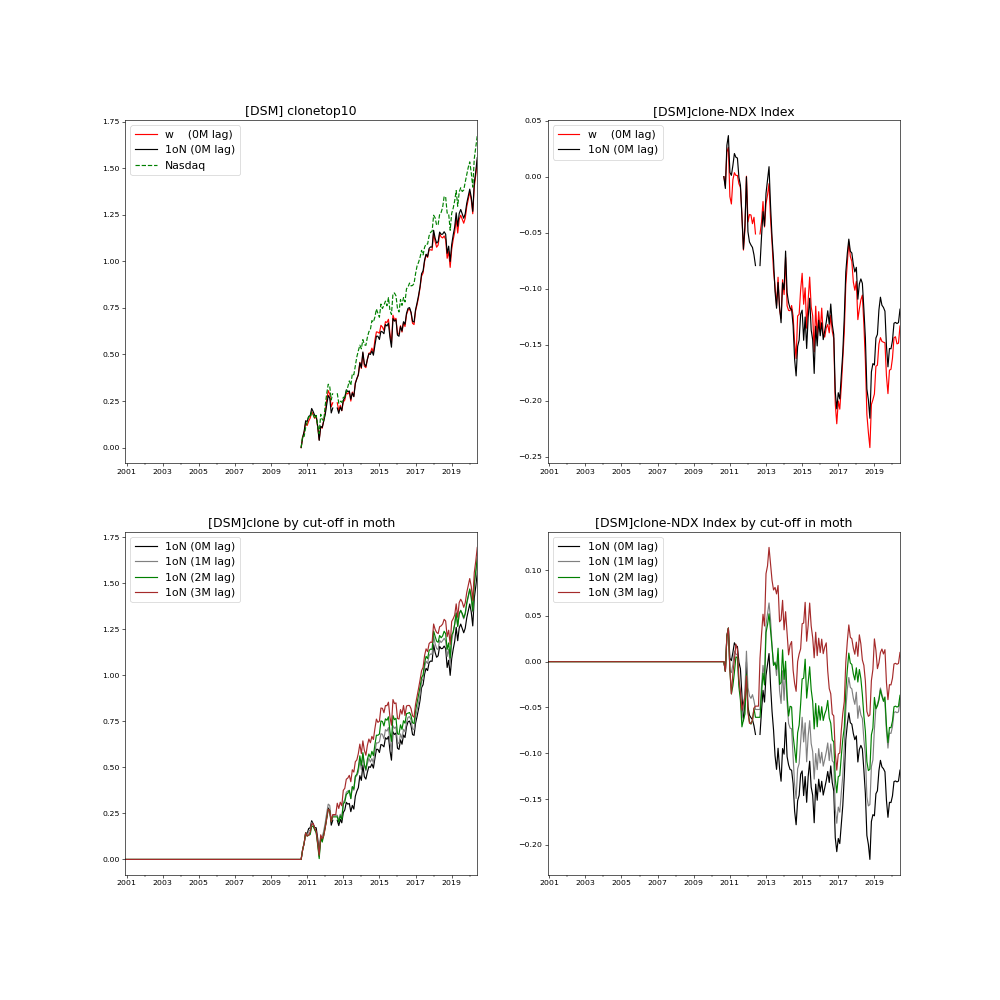 [DSM] clonetop10
1.75
1.50
1.25
1.00
0.75
0.50
0.25
0.00
w (0M lag)
1oN (0M lag)
Nasdaq
2001 2003 2005 2007 2009 2011 2013 2015 2017 2019
[DSM]clone-NDX Index
0.05
0.00
−0.05
−0.10
−0.15
−0.20
−0.25
w (0M lag)
1oN (0M lag)
2001 2003 2005 2007 2009 2011 2013 2015 2017 2019
[DSM]clone by cut-off in moth
1.75
1.50
1.25
1.00
0.75
0.50
0.25
0.00
1oN (0M lag)
1oN (1M lag)
1oN (2M lag)
1oN (3M lag)
2001 2003 2005 2007 2009 2011 2013 2015 2017 2019
[DSM]clone-NDX Index by cut-off in moth
0.10
0.05
0.00
−0.05
−0.10
−0.15
−0.20
1oN (0M lag)
1oN (1M lag)
1oN (2M lag)
1oN (3M lag)
2001 2003 2005 2007 2009 2011 2013 2015 2017 2019